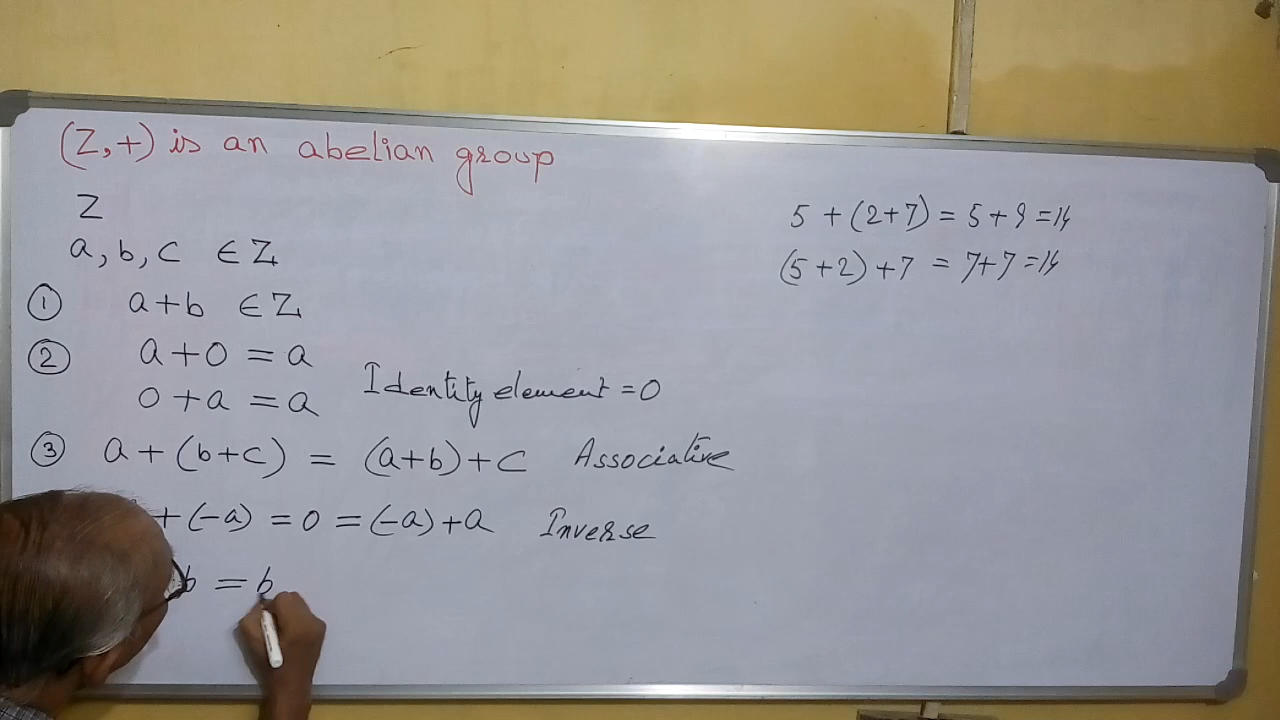 (Z,+) is an abelian group
Z
a, b, c ∈ Z
① a+b ∈ Z
② a+0 = a
0+a = a
Identity element = 0
③ a+(b+c) = (a+b)+c Associative
+(-a) = 0 = (-a)+a Inverse
b = b
5 + (2+7) = 5+9 = 14
(5+2)+7 = 7+7 = 14